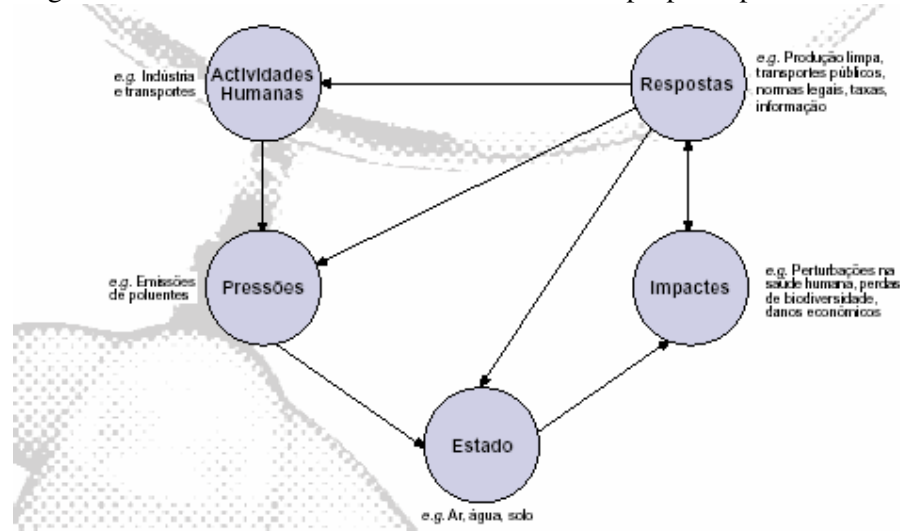 e.g. Indústria
e transportes
Actividades
Humanas
Respostas
e.g. Produção limpa,
transportes públicos,
normas legais, taxas,
informação
e.g. Emissões
de poluentes
Pressões
Impactes
e.g. Perturbações na
saúde humana, perdas
de biodiversidade,
danos económicos
Estado
e.g. Ar, água, solo